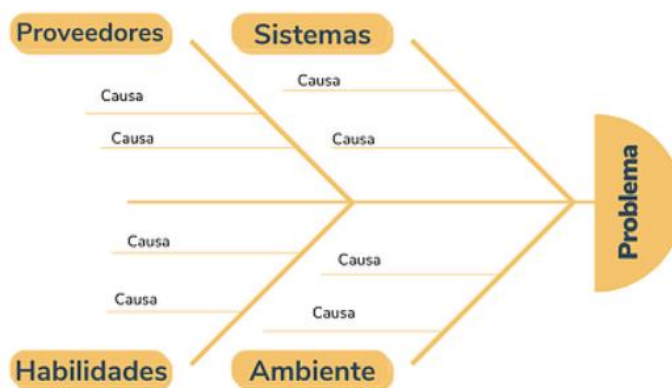 Proveedores
Sistemas
Causa
Causa
Causa
Causa
Problema
Causa
Causa
Causa
Causa
Habilidades
Ambiente